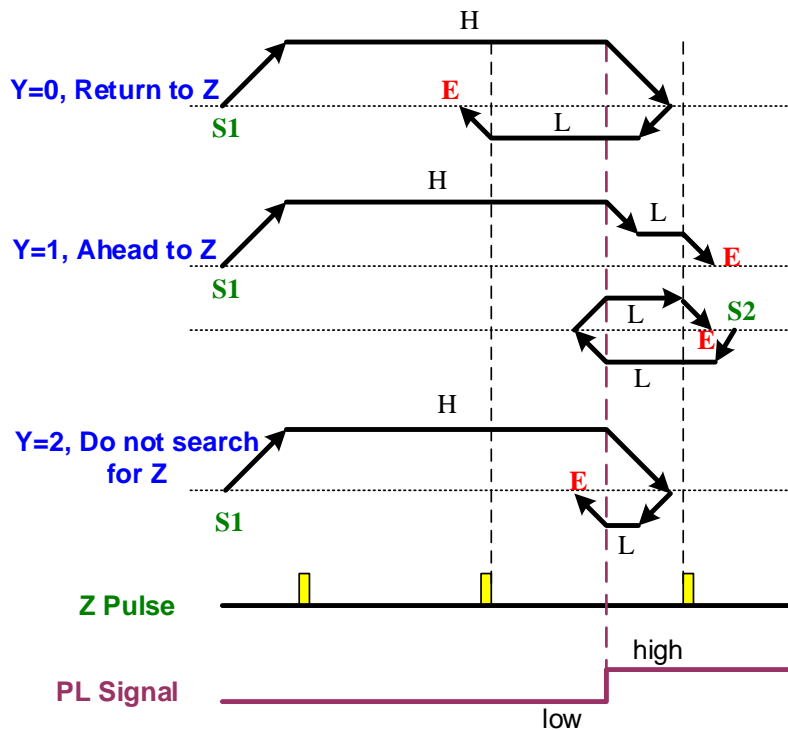 H
Y=0, Return to Z
E
S1
L
H
L
Y=1, Ahead to Z
S1
E
S2
L
E
L
H
Y=2, Do not search
for Z
E
S1
L
Z Pulse
high
PL Signal
low